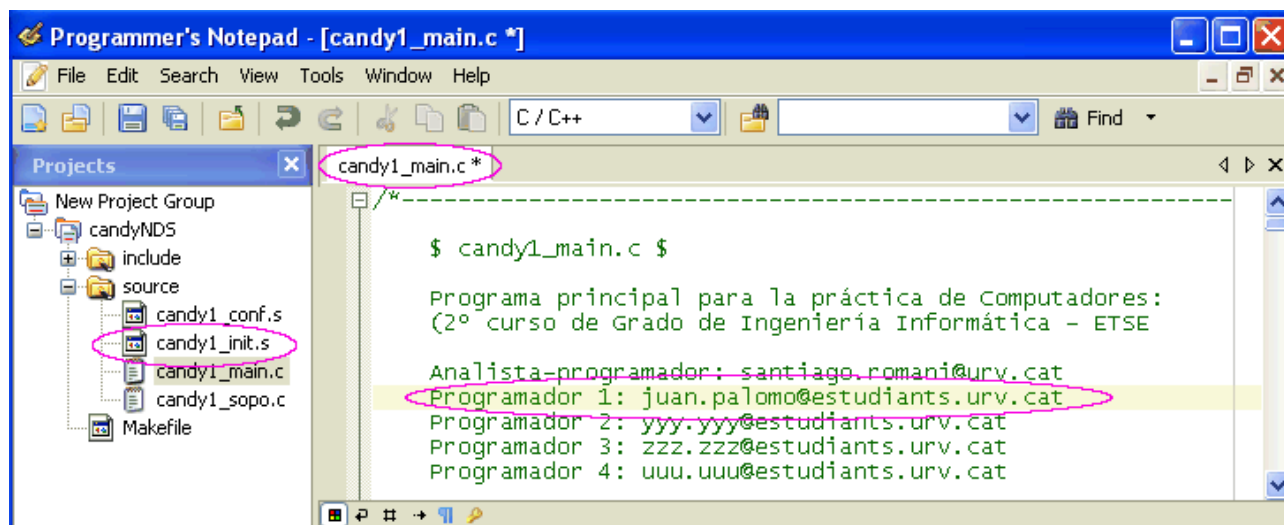 Programmer's Notepad - [candy1_main.c *]
File Edit Search View Tools Window Help
C / C++ Find
Projects
candy1_main.c *
New Project Group
candyNDS
include
source
candy1_conf.s
candy1_init.s
candy1_main.c
candy1_sopo.c
Makefile
/*-----------------------------------------------------------
$ candy1_main.c $
Programa principal para la práctica de Computadores:
(2º curso de Grado de Ingeniería Informática - ETSE
Analista-programador: santiago.romani@urv.cat
Programador 1: juan.palomo@estudiants.urv.cat
Programador 2: yyy.yyy@estudiants.urv.cat
Programador 3: zzz.zzz@estudiants.urv.cat
Programador 4: uuu.uuu@estudiants.urv.cat